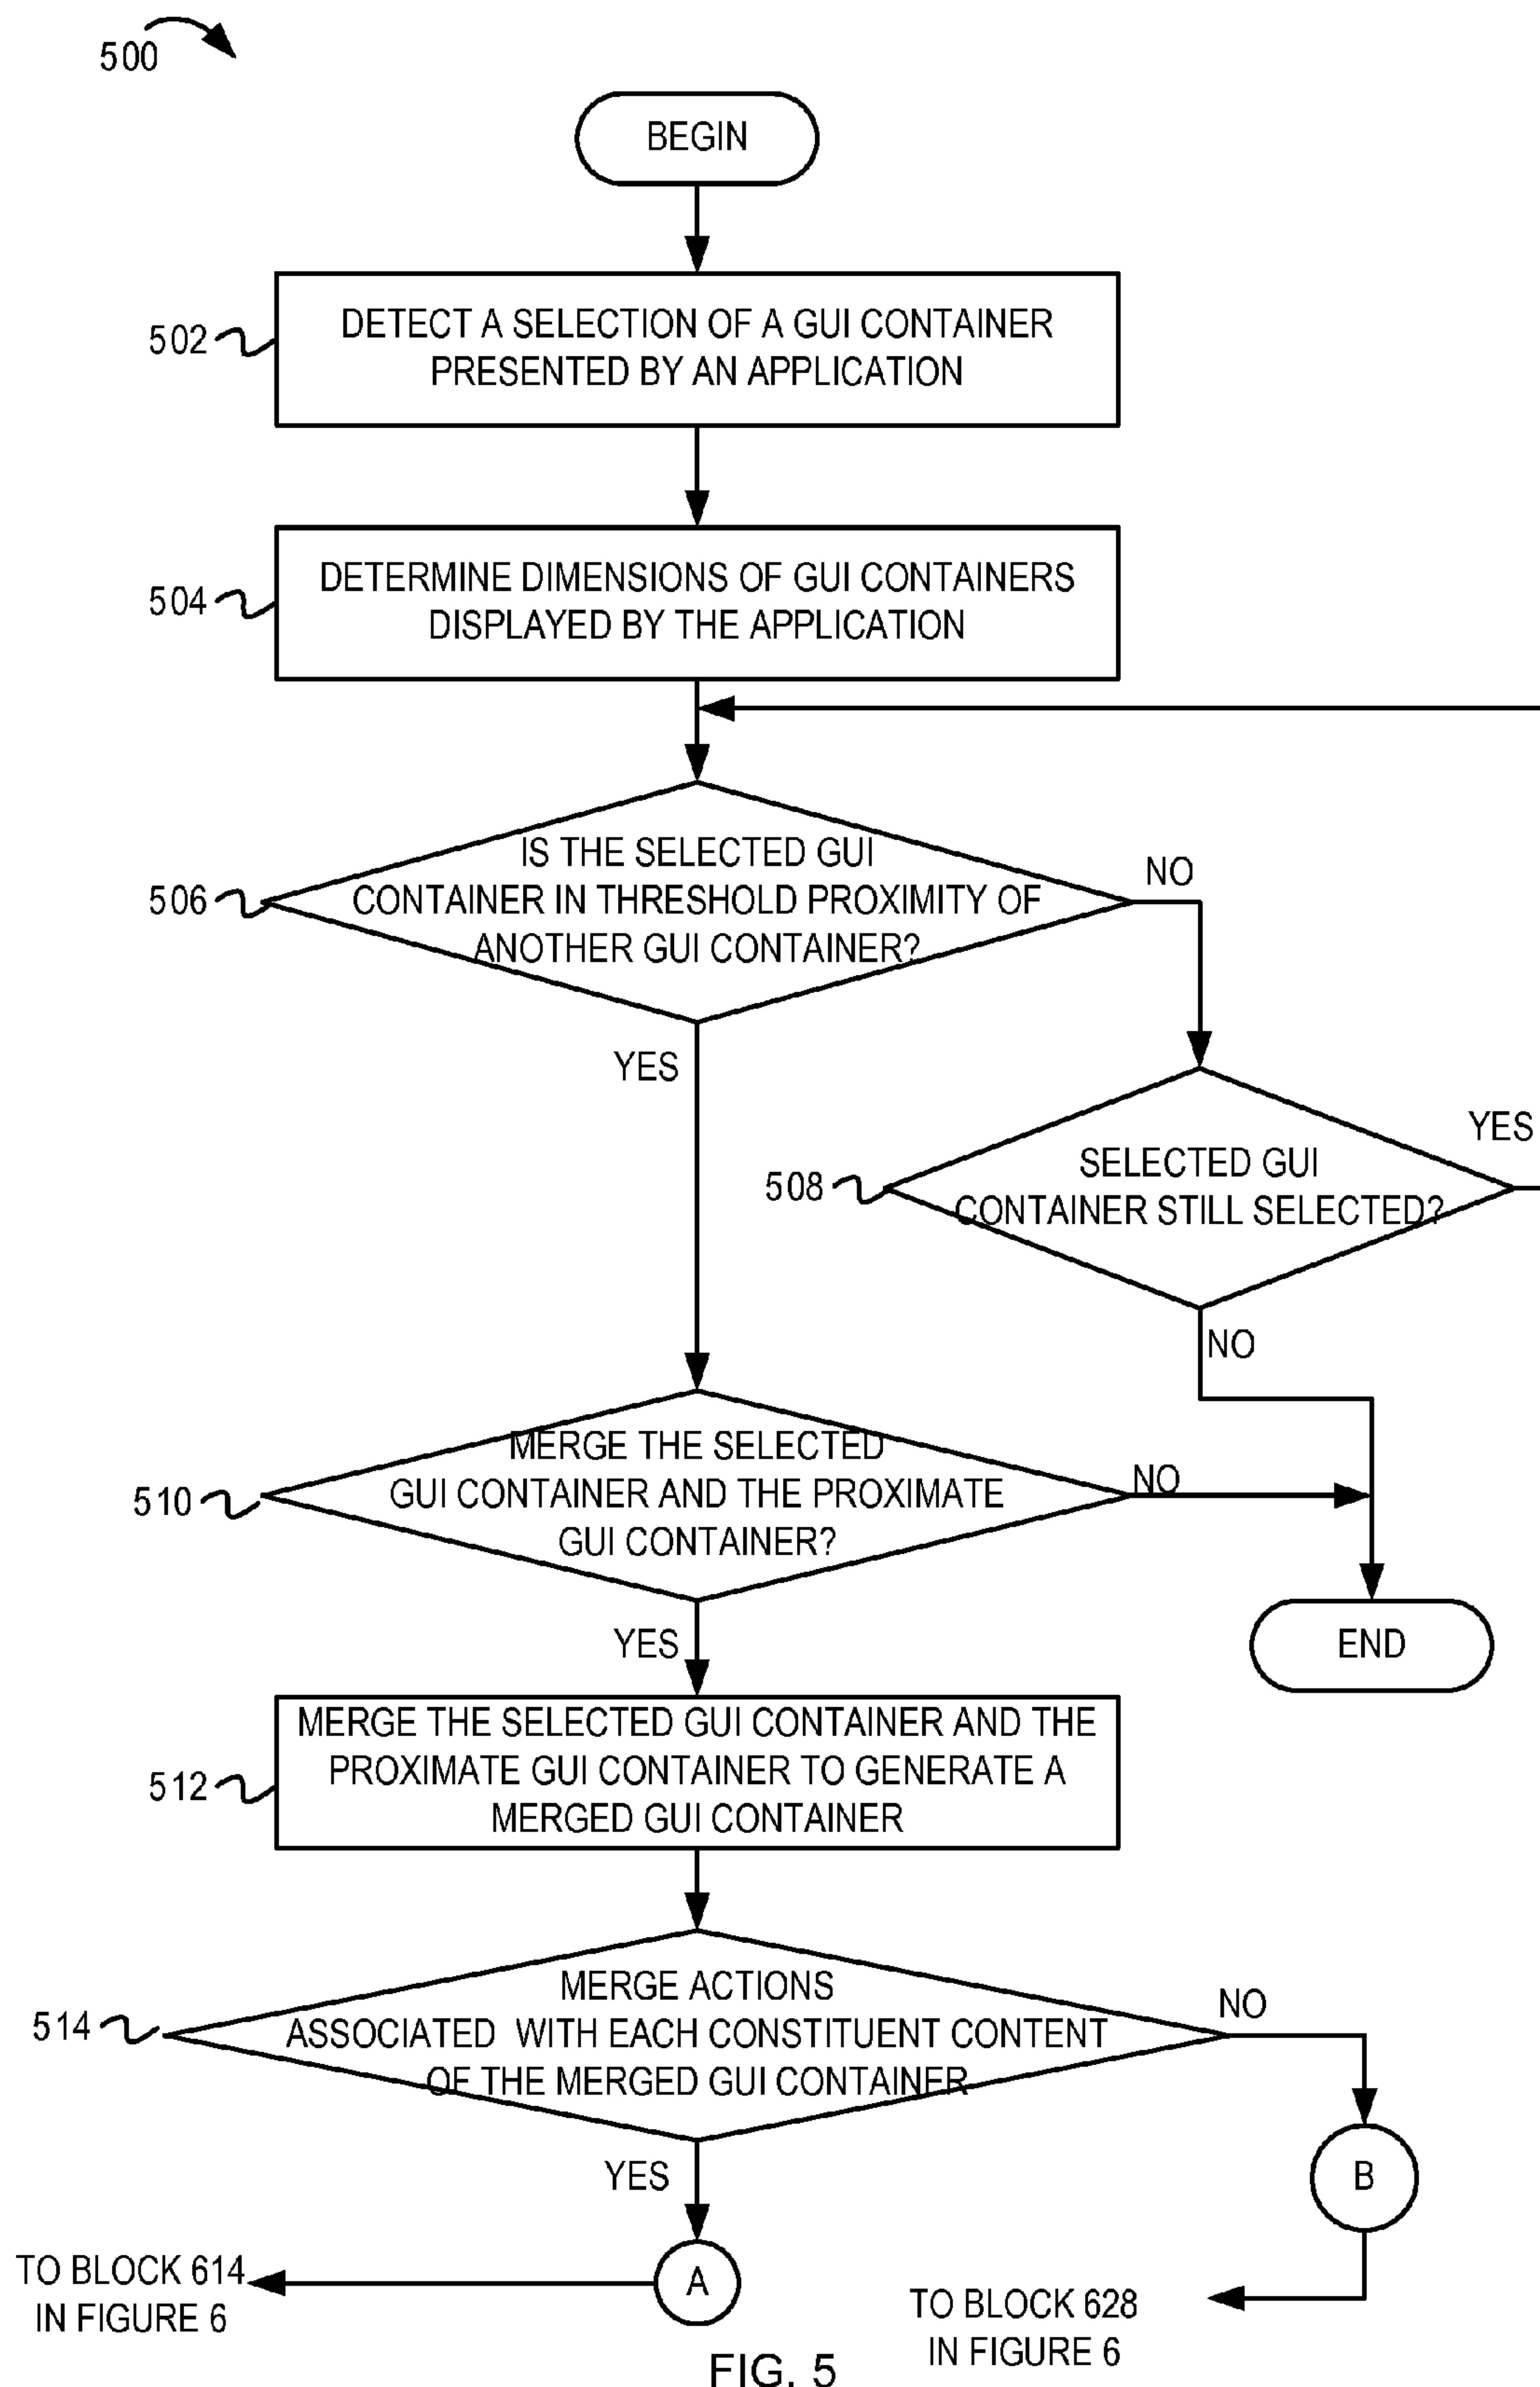 500
BEGIN
502
DETECT A SELECTION OF A GUI CONTAINER
PRESENTED BY AN APPLICATION
504
DETERMINE DIMENSIONS OF GUI CONTAINERS
DISPLAYED BY THE APPLICATION
506
IS THE SELECTED GUI
CONTAINER IN THRESHOLD PROXIMITY OF
ANOTHER GUI CONTAINER?
NO
YES
508
SELECTED GUI
CONTAINER STILL SELECTED?
YES
NO
510
MERGE THE SELECTED
GUI CONTAINER AND THE PROXIMATE
GUI CONTAINER?
NO
YES
END
512
MERGE THE SELECTED GUI CONTAINER AND THE
PROXIMATE GUI CONTAINER TO GENERATE A
MERGED GUI CONTAINER
514
MERGE ACTIONS
ASSOCIATED WITH EACH CONSTITUENT CONTENT
OF THE MERGED GUI CONTAINER
NO
YES
B
A
TO BLOCK 614
IN FIGURE 6
TO BLOCK 628
IN FIGURE 6
FIG. 5